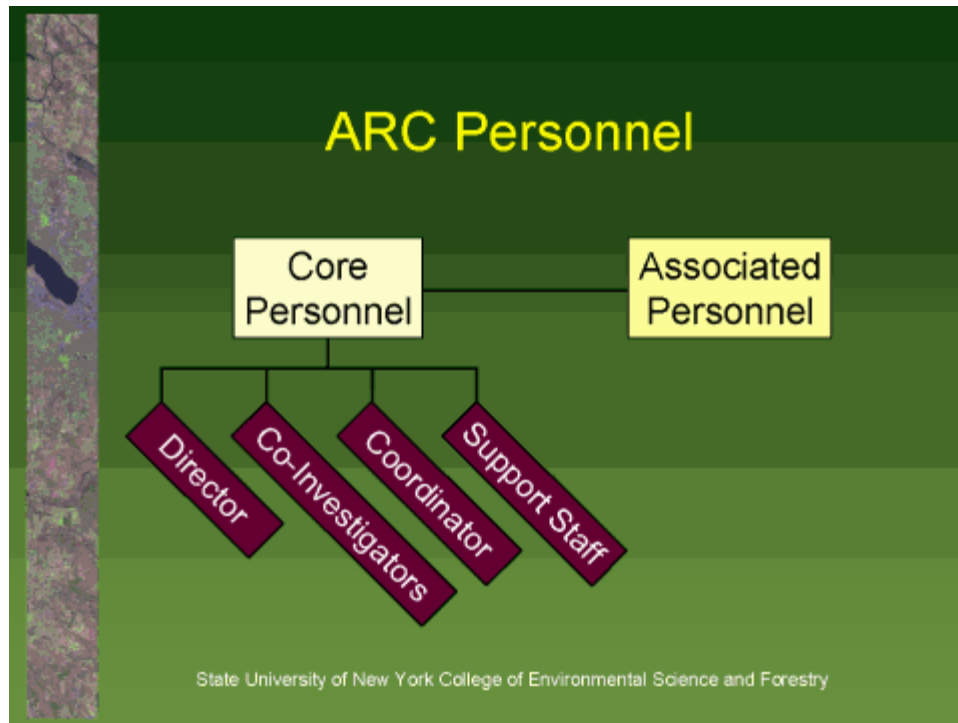 ARC Personnel
Core
Personnel
Associated
Personnel
Director
Co-Investigators
Coordinator
Support Staff
State University of New York College of Environmental Science and Forestry